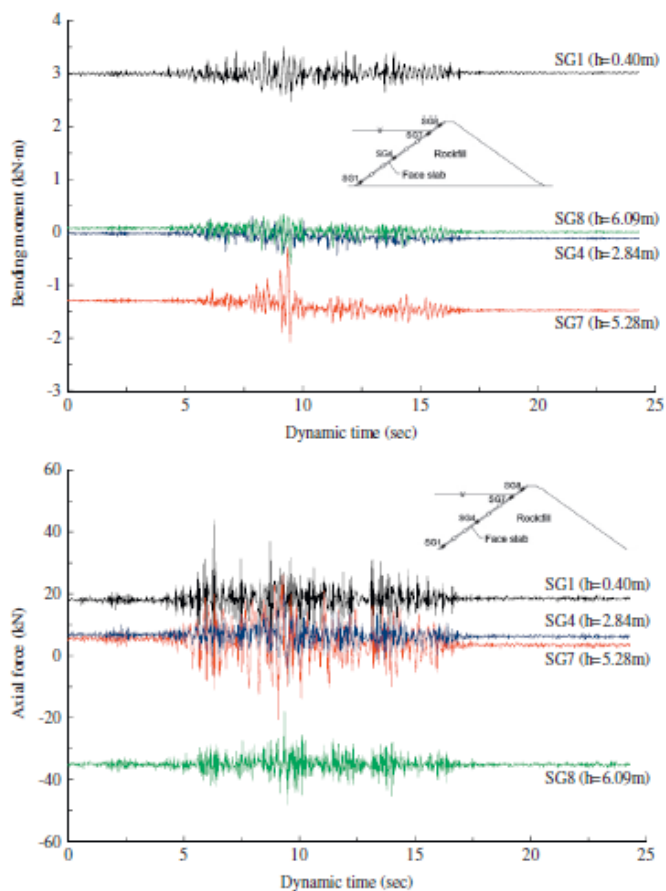 Bending moment (kN·m)
4
3
2
1
0
-1
-2
-3
SG1 (h=0.40m)
SG8
SG7
SG4
SG1
Rockfill
Face slab
SG8 (h=6.09m)
SG4 (h=2.84m)
SG7 (h=5.28m)
0 5 10 15 20 25
Dynamic time (sec)
Axial force (kN)
60
40
20
0
-20
-40
-60
SG8
SG7
SG4
SG1
Rockfill
Face slab
SG1 (h=0.40m)
SG4 (h=2.84m)
SG7 (h=5.28m)
SG8 (h=6.09m)
0 5 10 15 20 25
Dynamic time (sec)